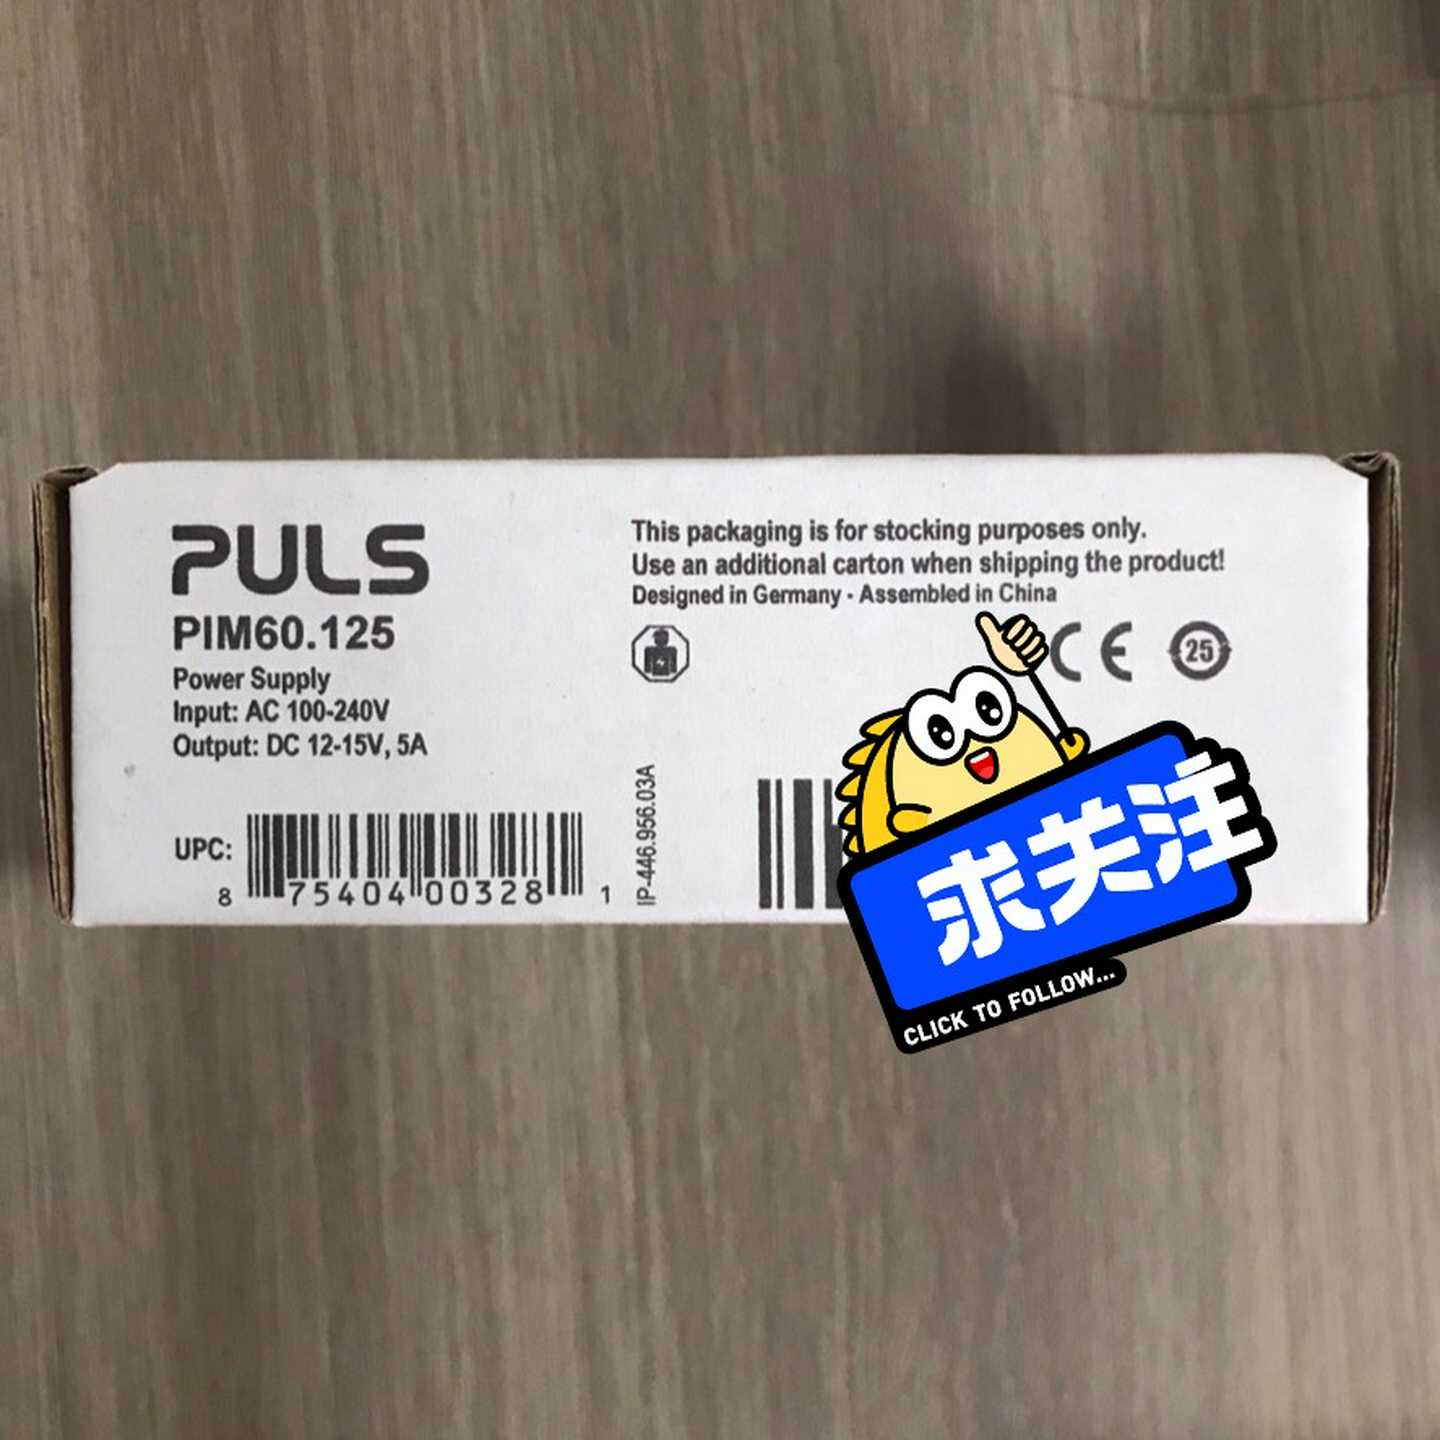 PULS
PIM60.125
Power Supply
Input: AC 100-240V
Output: DC 12-15V, 5A
UPC:
8 75404 00328 1
IP-446.956.03A
This packaging is for stocking purposes only.
Use an additional carton when shipping the product!
Designed in Germany · Assembled in China
CE
25
求关注
CLICK TO FOLLOW...